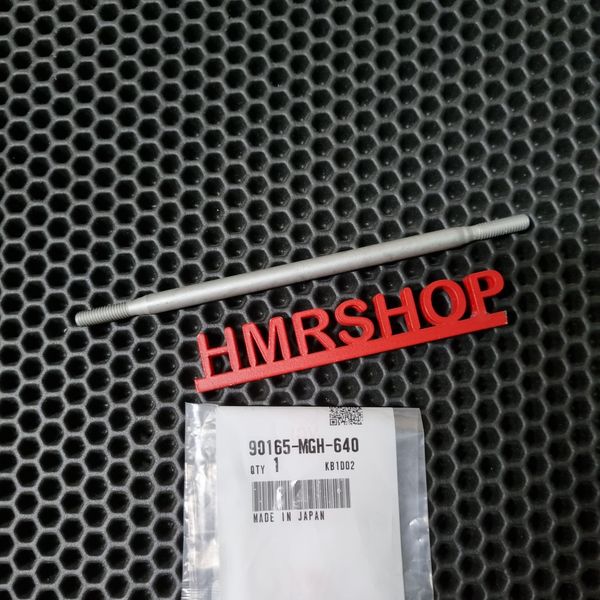 HMRSHOP
90165-MGH-640
QTY 1 KB1D02
MADE IN JAPAN